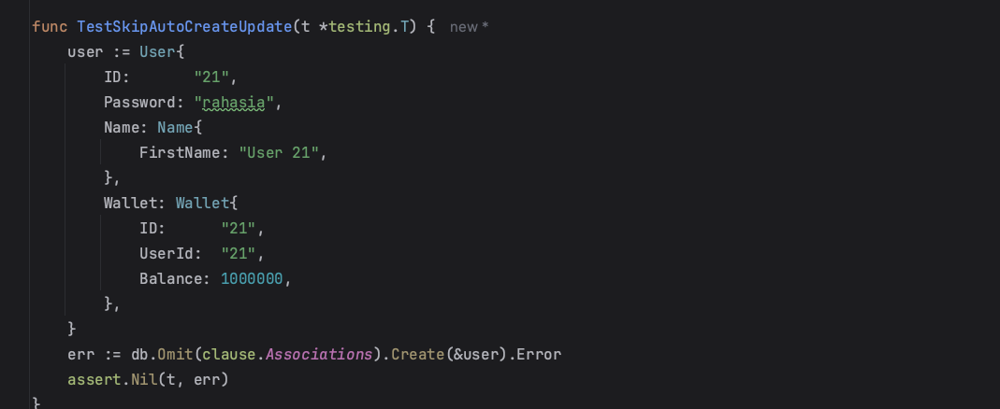 func TestSkipAutoCreateUpdate(t *testing.T) { new *
    user := User{
        ID:       "21",
        Password: "rahasia",
        Name: Name{
            FirstName: "User 21",
        },
        Wallet: Wallet{
            ID:      "21",
            UserId:  "21",
            Balance: 1000000,
        },
    }
    err := db.Omit(clause.Associations).Create(&user).Error
    assert.Nil(t, err)
}